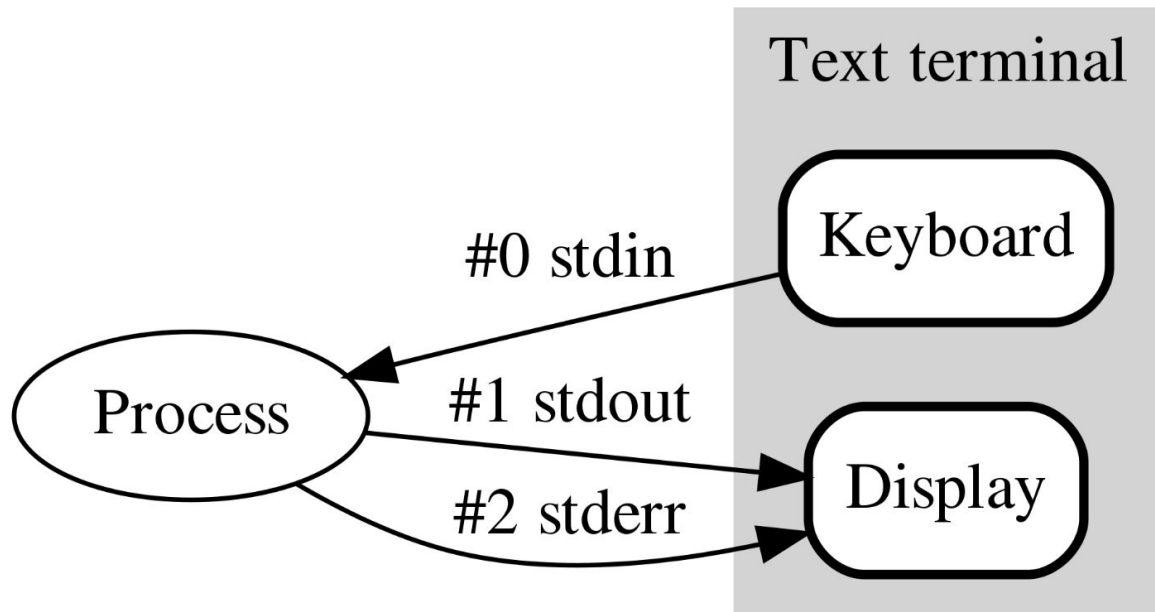 Text terminal
Keyboard
#0 stdin
Process
#1 stdout
Display
#2 stderr